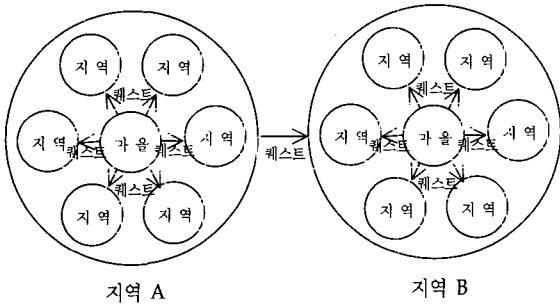 지 역 지 역 지 역 지 역
퀘스트 퀘스트
지 역 마 을 지 역 지 역 마 을 지 역
퀘스트 퀘스트 퀘스트 퀘스트 퀘스트
퀘스트 퀘스트
지 역 지 역 지 역 지 역
지역 A 지역 B